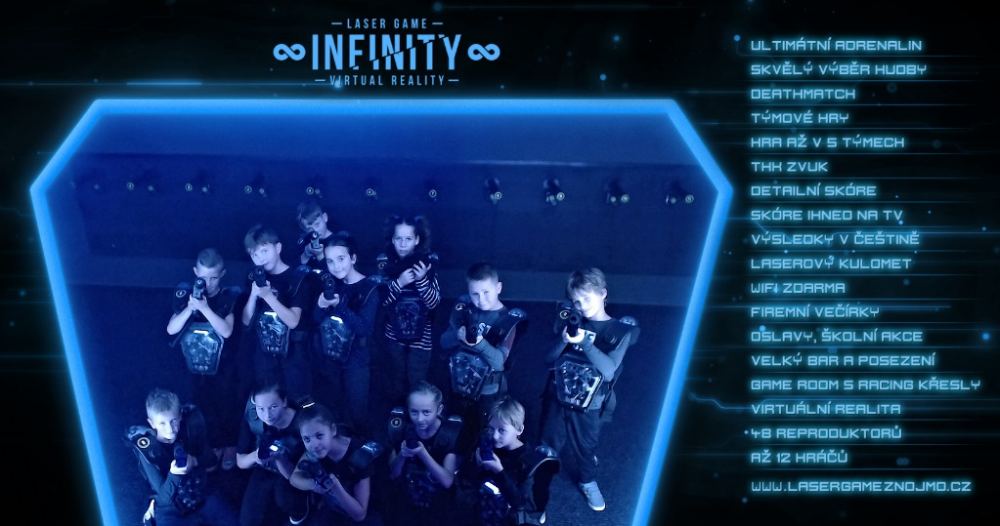 LASER GAME
INFINITY
VIRTUAL REALITY
ULTIMÁTNÍ ADRENALIN
SKVĚLÝ VÝBĚR HUDBY
DEATHMATCH
TÝMOVÉ HRY
HRA AŽ V 5 TÝMECH
THX ZVUK
DETAILNÍ SKÓRE
SKÓRE IHNED NA TV
VÝSLEDKY V ČEŠTINĚ
LASEROVÝ KULOMET
WIFI ZDARMA
FIREMNÍ VEČÍRKY
OSLAVY, ŠKOLNÍ AKCE
VELKÝ BAR A POSEZENÍ
GAME ROOM S RACING KŘESLY
VIRTUÁLNÍ REALITA
48 REPRODUKTORŮ
AŽ 12 HRÁČŮ
WWW.LASERGAMEZNOJMO.CZ